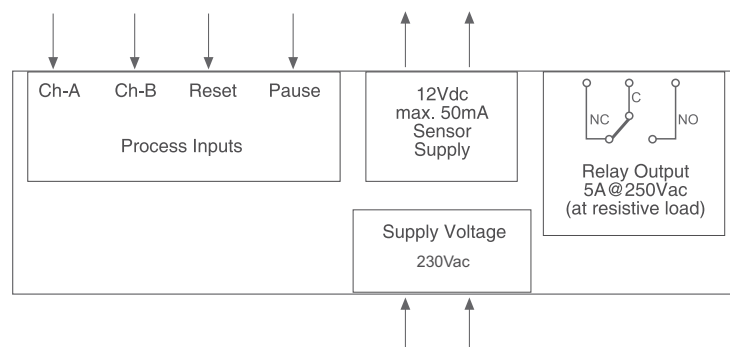 Ch-A Ch-B Reset Pause
Process Inputs
12Vdc
max. 50mA
Sensor
Supply
C
NC NO
Relay Output
5A@250Vac
(at resistive load)
Supply Voltage
230Vac